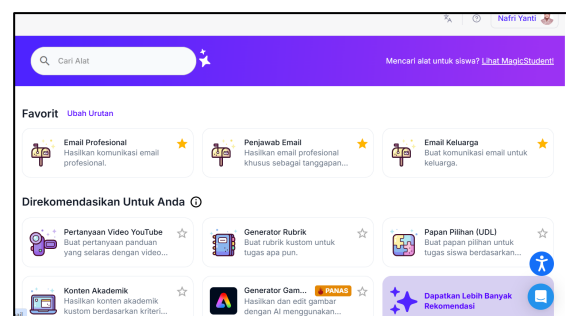 Nafri Yanti
Cari Alat
Mencari alat untuk siswa? Lihat MagicStudent!
Favorit Ubah Urutan
Email Profesional
Hasilkan komunikasi email
profesional.
Penjawab Email
Hasilkan email profesional
khusus sebagai tanggapan...
Email Keluarga
Buat komunikasi email untuk
keluarga.
Direkomendasikan Untuk Anda
Pertanyaan Video YouTube
Buat pertanyaan panduan
yang selaras dengan video...
Generator Rubrik
Buat rubrik kustom untuk
tugas apa pun.
Papan Pilihan (UDL)
Buat papan pilihan untuk
tugas siswa berdasarkan...
Konten Akademik
Hasilkan konten akademik
kustom berdasarkan kriteri...
Generator Gam... PANAS
Hasilkan dan edit gambar
dengan AI menggunakan...
Dapatkan Lebih Banyak
Rekomendasi